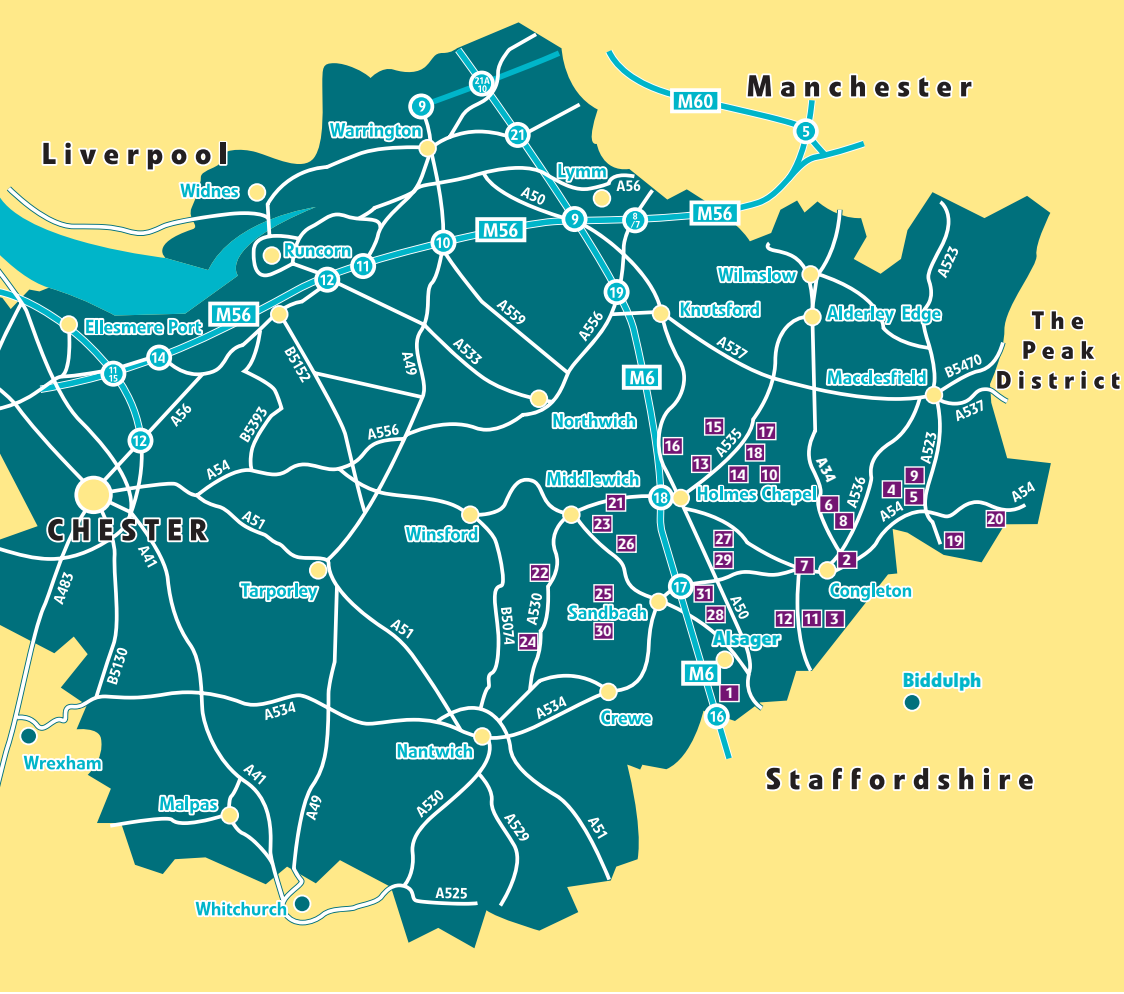 Manchester
M60
5
21A
10
9
Warrington
21
Liverpool
Widnes
Lymm
A56
A50
M56
9
8
/7
M56
10
Runcorn
11
12
Wilmslow
A523
19
Knutsford
Alderley Edge
M56
Ellesmere Port
A559
A556
The
Peak
District
14
11
15
B5152
A49
A533
A537
M6
Macclesfield
B5470
A537
Northwich
A56
B5393
A556
12
A54
15
17
16
A535
18
13
14
10
A34
A523
Middlewich
18
Holmes Chapel
A536
9
4
5
A54
A54
6
8
20
19
CHESTER
A51
Winsford
21
23
26
27
29
2
7
Congleton
A41
A483
Tarporley
22
25
Sandbach
30
17
31
28
A50
12
11
3
A51
B5074
A530
24
Alsager
B5130
M6
1
16
Biddulph
A534
A534
Crewe
Nantwich
Wrexham
Staffordshire
A41
Malpas
A49
A530
A529
A51
A525
Whitchurch